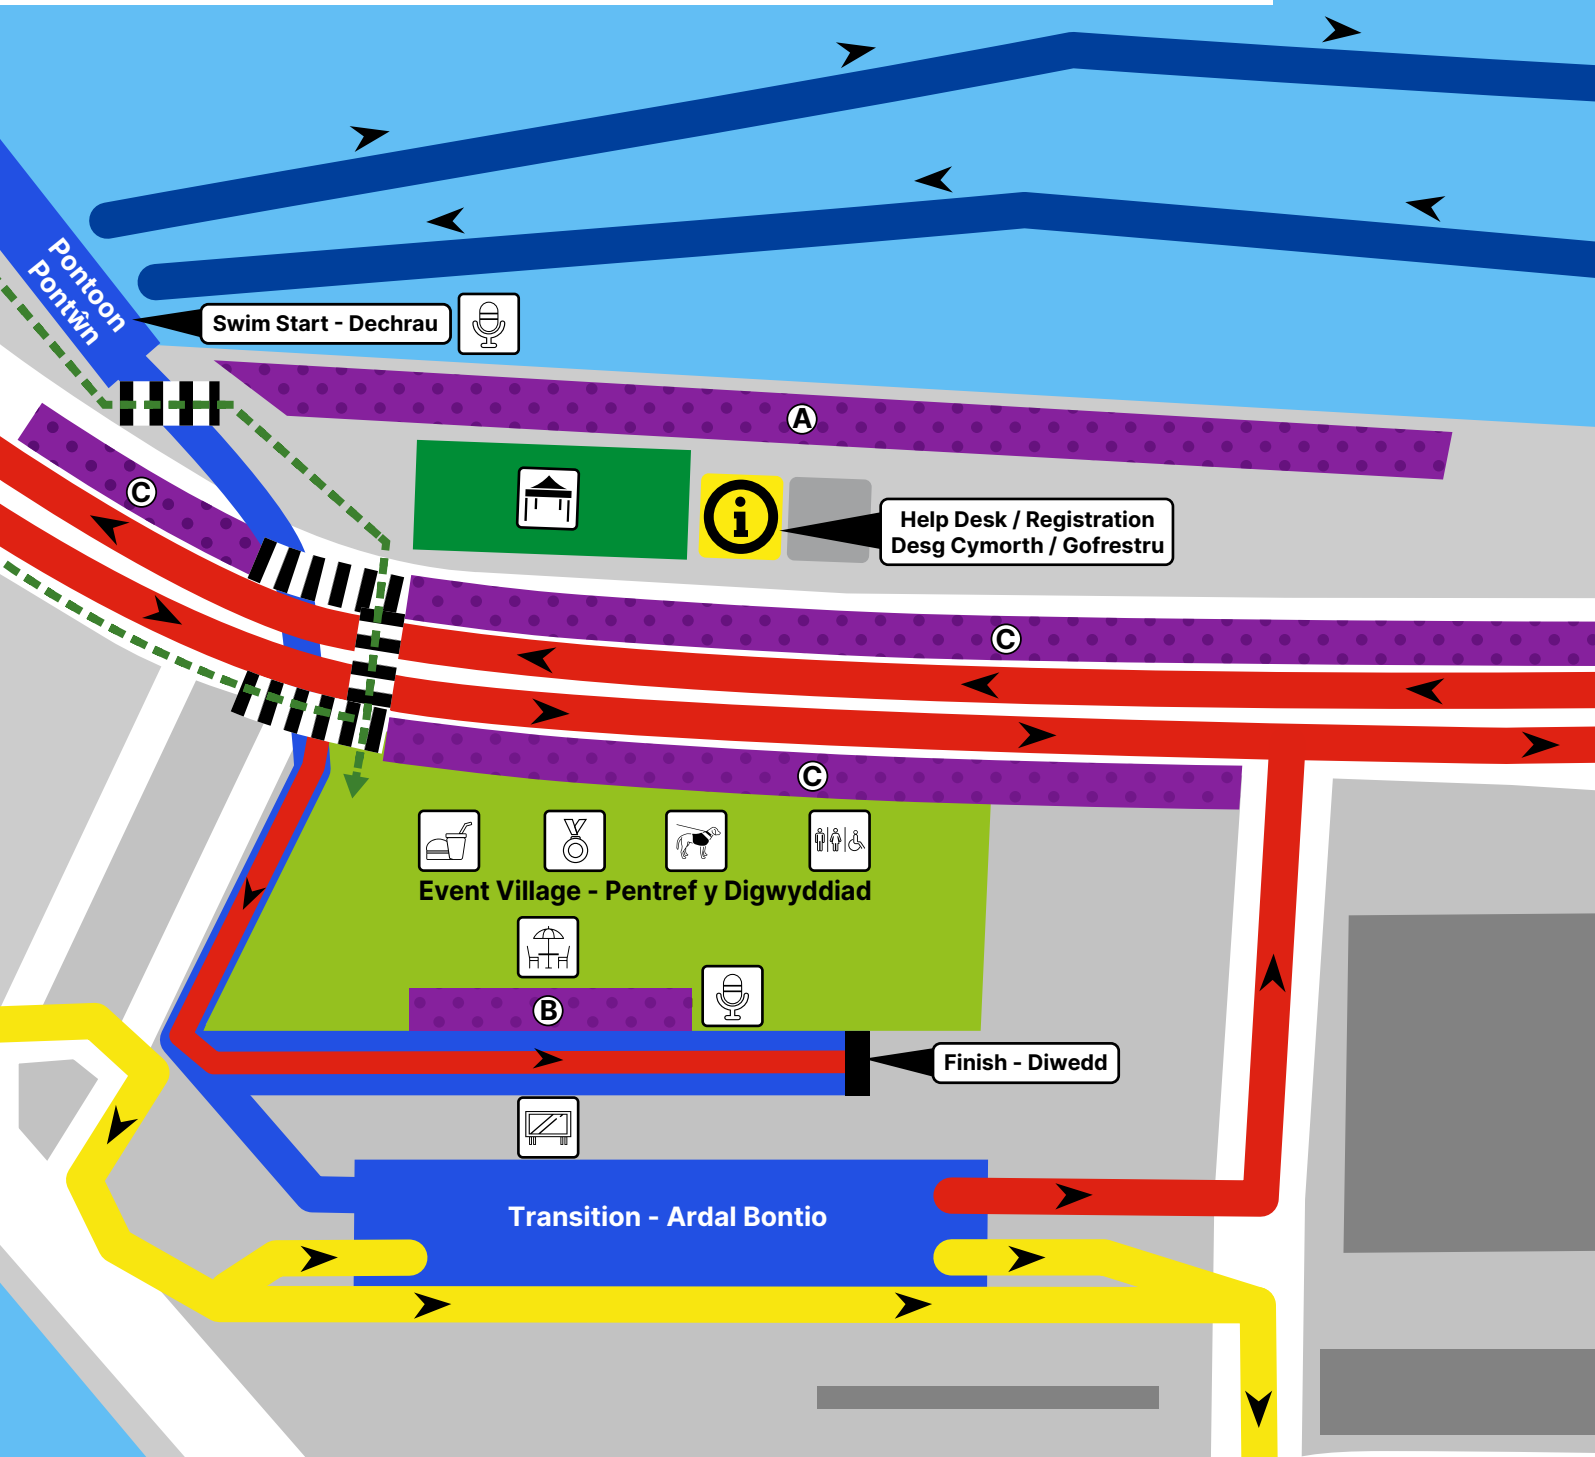 Pontoon
Pontŵn
Swim Start - Dechrau
A
C
i
Help Desk / Registration
Desg Cymorth / Gofrestru
C
C
Event Village - Pentref y Digwyddiad
B
Finish - Diwedd
Transition - Ardal Bontio